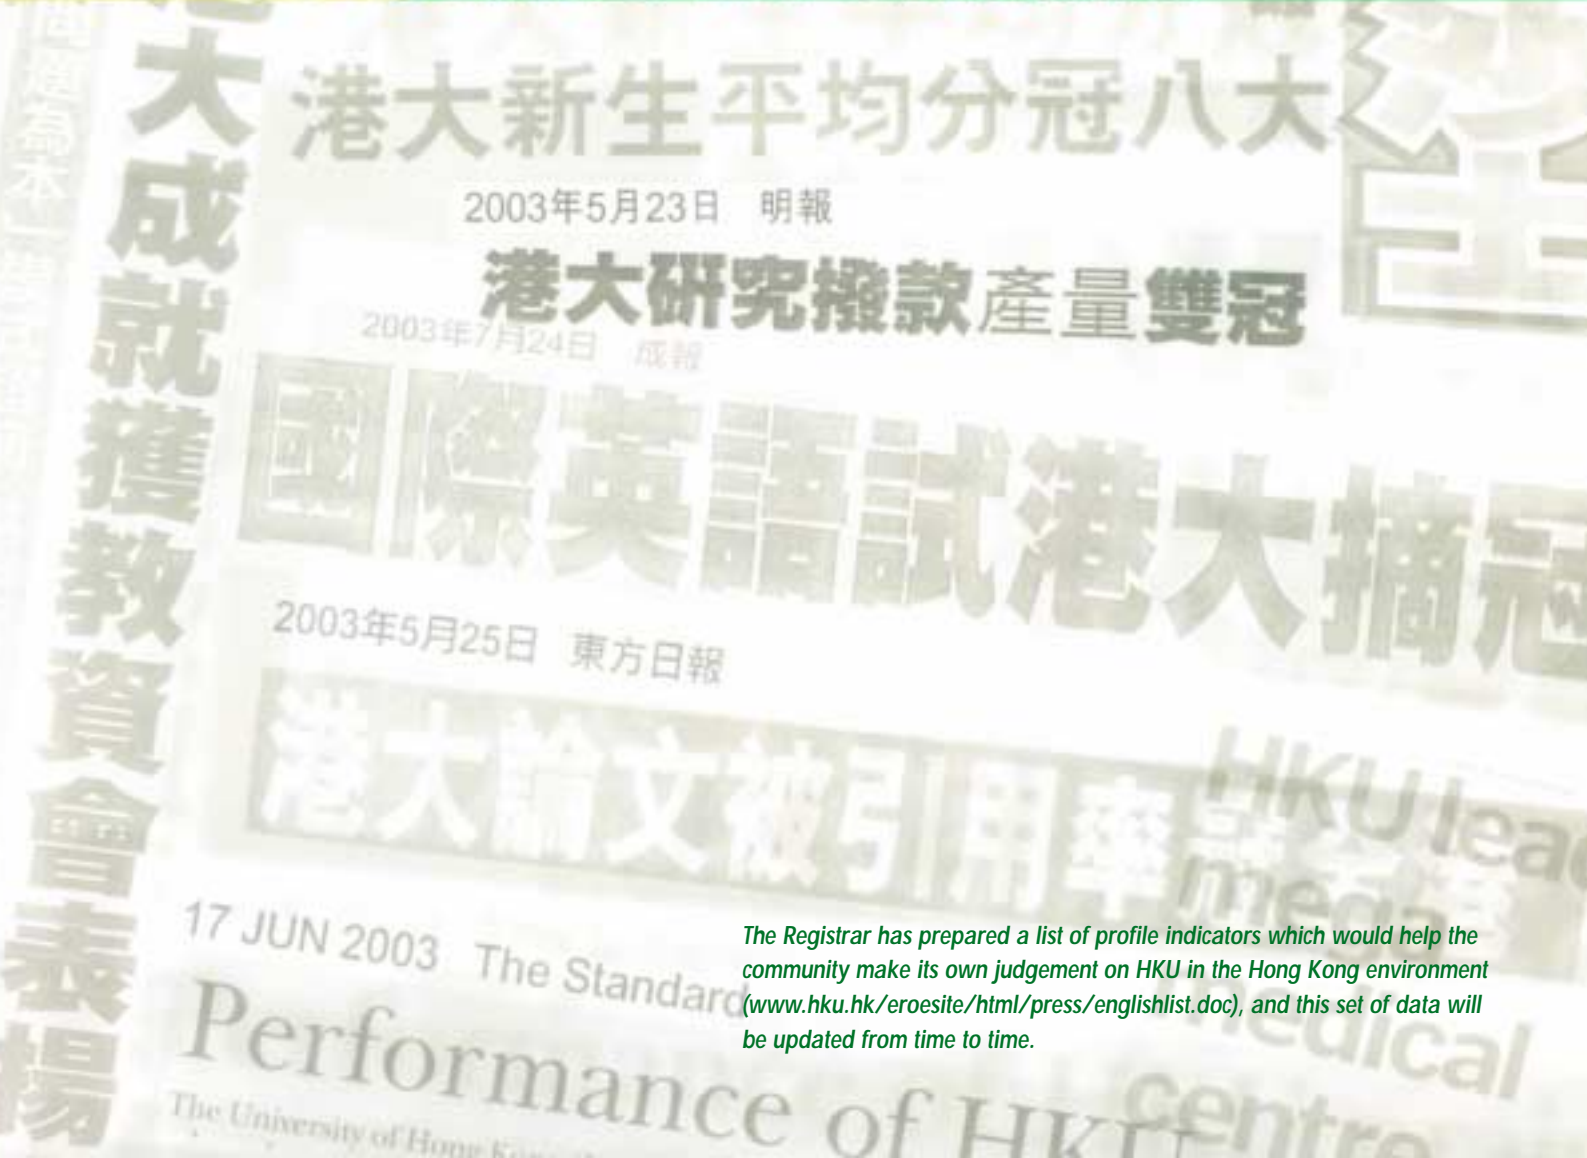 大成就獲教資會表揚
港大新生平均分冠八大
2003年5月23日 明報
港大研究撥款產量雙冠
2003年7月24日 成報
國際英語試港大摘冠
2003年5月25日 東方日報
港大論文被引用率
HKU lea
mega
medical
centre
17 JUN 2003 The Standard
Performance of HKU
The University of Hong Kong
The Registrar has prepared a list of profile indicators which would help the
community make its own judgement on HKU in the Hong Kong environment
(www.hku.hk/eroesite/html/press/englishlist.doc), and this set of data will
be updated from time to time.